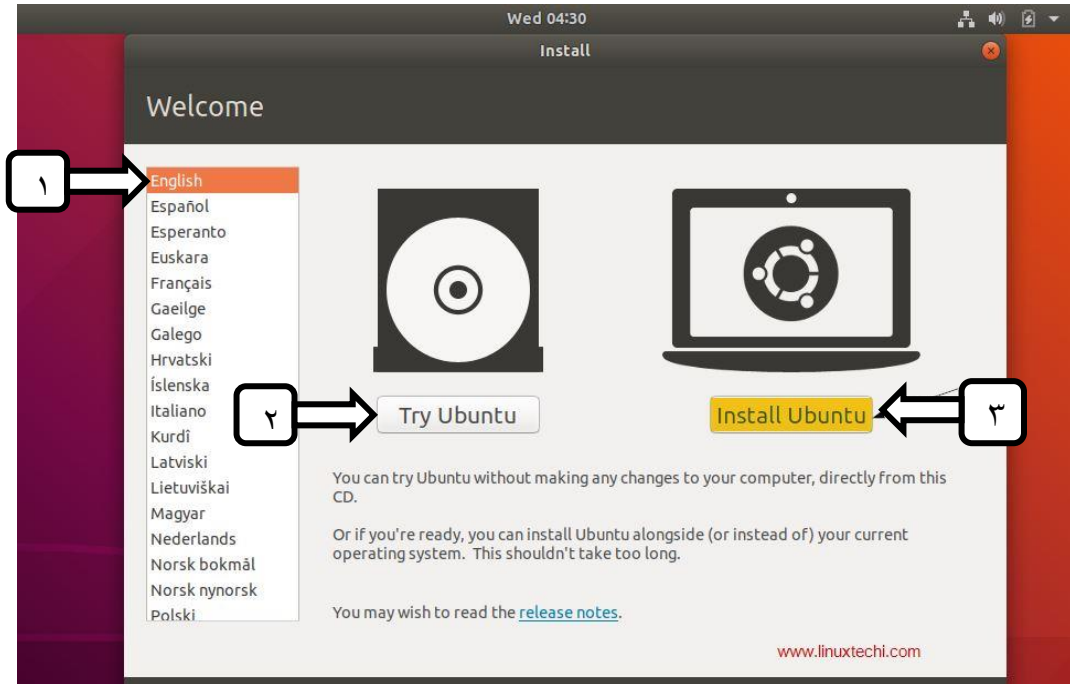 Wed 04:30
Install
Welcome
١
English
Español
Esperanto
Euskara
Français
Gaeilge
Galego
Hrvatski
Íslenska
Italiano
Kurdî
Latviski
Lietuviškai
Magyar
Nederlands
Norsk bokmål
Norsk nynorsk
Polski
٢
Try Ubuntu
Install Ubuntu
٣
You can try Ubuntu without making any changes to your computer, directly from this
CD.
Or if you're ready, you can install Ubuntu alongside (or instead of) your current
operating system. This shouldn't take too long.
You may wish to read the release notes.
www.linuxtechi.com